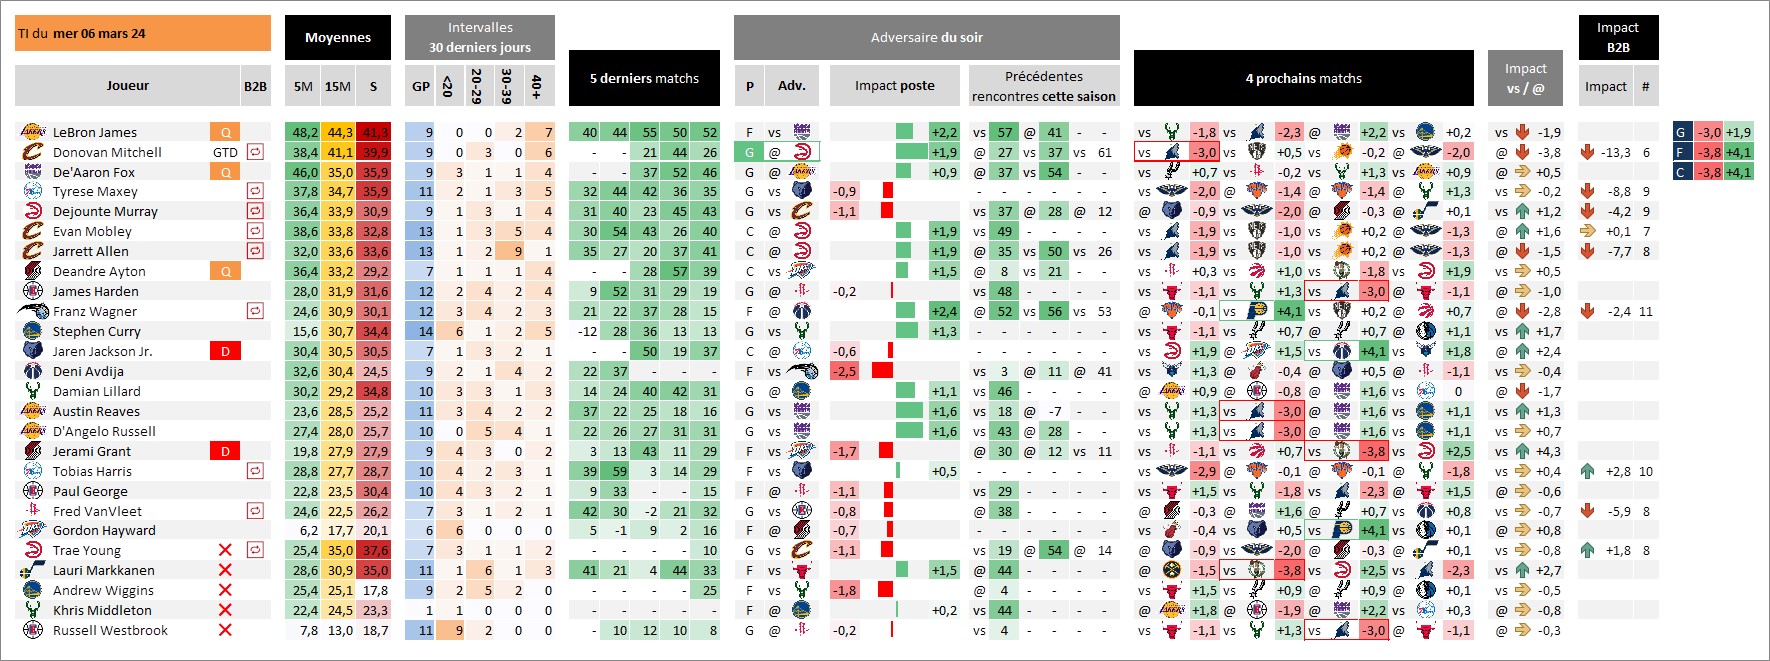 TI du mer 06 mars 24
Moyennes
Intervalles
30 derniers jours
5 derniers matchs
Adversaire du soir
4 prochains matchs
Impact
vs / @
Impact
B2B
Joueur B2B 5M 15M S GP <20 20-29 30-39 40+ P Adv. Impact poste Précédentes rencontres cette saison Impact #
LeBron James Q 48,2 44,3 41,3 9 0 0 2 7 40 44 55 50 52 F vs +2,2 vs 57 @ 41 - - vs -1,8 vs -2,3 @ +2,2 vs +0,2 vs -1,9
Donovan Mitchell GTD 38,4 41,1 39,9 9 0 3 0 6 - - 21 44 26 G @ +1,9 @ 27 vs 37 vs 61 vs -3,0 vs +0,5 vs -0,2 @ -2,0 @ -3,8 -13,3 6
De'Aaron Fox Q 46,0 35,0 35,9 9 3 1 1 4 - - 37 52 46 G @ +0,9 @ 37 vs 54 - - vs +0,7 vs -0,2 vs +1,3 vs +0,9 @ +0,5
Tyrese Maxey 37,8 34,7 35,9 11 2 1 3 5 32 44 42 36 35 G vs -0,9 - - - - - - vs -2,0 @ -1,4 @ -1,4 @ +1,3 vs -0,2 -8,8 9
Dejounte Murray 36,4 33,9 30,9 9 1 3 1 4 31 40 23 45 43 G vs -1,1 vs 37 @ 28 @ 12 @ -0,9 vs -2,0 @ -0,3 @ +0,1 vs +1,2 -4,2 9
Evan Mobley 38,6 33,8 32,8 13 1 3 5 4 30 54 43 26 40 C @ +1,9 vs 49 - - - - vs -1,9 vs -1,0 vs +0,2 @ -1,3 @ +1,6 +0,1 7
Jarrett Allen 32,0 33,6 33,6 13 1 2 9 1 35 27 20 37 41 C @ +1,9 @ 35 vs 50 vs 26 vs -1,9 vs -1,0 vs +0,2 @ -1,3 @ -1,5 -7,7 8
Deandre Ayton Q 36,4 33,2 29,2 7 1 1 1 4 - - 28 57 39 C vs +1,5 @ 8 vs 21 - - vs +0,3 vs +1,0 vs -1,8 vs +1,9 vs +0,5
James Harden 28,0 31,9 31,6 12 2 4 2 4 9 52 31 29 19 G @ -0,2 vs 48 - - - - vs -1,1 vs +1,3 vs -3,0 @ -1,1 @ -1,0
Franz Wagner 24,6 30,9 30,1 12 3 4 2 3 21 22 37 28 15 F @ +2,4 @ 52 vs 56 vs 53 @ -0,1 vs +4,1 vs +0,2 @ +0,7 @ -2,8 -2,4 11
Stephen Curry 15,6 30,7 34,4 14 6 1 2 5 -12 28 36 13 13 G vs +1,3 - - - - - - vs -1,1 vs +0,7 @ +0,7 @ +1,1 vs +1,7
Jaren Jackson Jr. D 30,4 30,5 30,5 7 1 3 2 1 - - 50 19 37 C @ -0,6 - - - - - - vs +1,9 @ +1,5 vs +4,1 vs +1,8 @ +2,4
Deni Avdija 32,6 30,4 24,5 9 2 1 4 2 22 37 - - - F vs -2,5 vs 3 @ 11 @ 41 vs +1,3 @ -0,4 @ +0,5 @ -1,1 vs -0,4
Damian Lillard 30,2 29,2 34,8 10 3 3 3 1 14 24 40 42 31 G @ +1,1 vs 46 - - - - @ +0,9 @ -0,8 @ +1,6 vs 0 @ -1,7
Austin Reaves 23,6 28,5 25,2 11 3 4 2 2 37 22 25 18 16 G vs +1,6 vs 18 @ -7 - - vs +1,3 vs -3,0 @ +1,6 vs +1,1 vs +1,3
D'Angelo Russell 27,4 28,0 25,7 10 0 5 4 1 22 26 27 31 31 G vs +1,6 vs 43 @ 28 - - vs +1,3 vs -3,0 @ +1,6 vs +1,1 vs +0,7
Jerami Grant D 19,8 27,9 27,9 9 4 3 0 2 3 13 43 11 29 F vs -1,7 @ 30 @ 12 vs 11 vs -1,1 vs +4,3 vs -3,8 vs +2,5 vs +0,7
Tobias Harris 28,8 27,7 28,7 10 4 2 3 1 39 59 3 14 29 F vs +0,5 - - - - - - vs -2,9 @ -0,1 @ -0,1 @ -1,8 vs +0,4 +2,8 10
Paul George 22,8 23,5 30,4 10 4 3 2 1 9 33 - - 15 F @ -1,1 vs 29 - - - - vs +1,5 vs -1,8 vs -2,3 @ +1,5 @ -0,6
Fred VanVleet 24,6 22,5 26,2 7 3 1 2 1 42 30 -2 21 32 G vs -0,8 @ 38 - - - - @ -0,3 @ +1,6 @ +0,7 vs +0,8 vs -0,7 -5,9 8
Gordon Hayward 6,2 17,7 20,1 6 6 0 0 0 5 -1 9 2 16 F @ -0,7 - - - - - - vs -0,4 vs +0,5 vs +4,1 vs +0,1 @ +0,8
Trae Young 25,4 35,0 37,6 7 3 1 1 2 - - - - 10 G vs -1,1 vs 19 @ 54 @ 14 @ -0,9 vs -2,0 @ -0,3 @ +0,1 vs -0,8 +1,8 8
Lauri Markkanen 28,6 30,9 35,0 11 1 6 1 3 41 21 4 44 33 F vs +1,5 @ 44 - - - - @ -1,5 vs -3,8 vs +2,5 vs -2,3 vs +2,7
Andrew Wiggins 25,4 25,1 17,8 9 2 5 2 0 - - - - 25 F vs -1,8 @ 4 - - - - vs +1,5 vs +0,9 @ +0,9 @ +0,1 vs -0,5
Khris Middleton 22,4 24,5 23,3 1 1 0 0 0 - - - - - F @ +0,2 vs 44 - - - - @ +1,8 @ -1,9 @ +2,2 vs +0,3 @ -0,8
Russell Westbrook 7,8 13,0 18,7 11 9 2 0 0 - 10 12 10 8 G @ -0,2 vs 4 - - - - vs -1,1 vs +1,3 vs -3,0 @ -1,1 @ -0,3
G -3,0 +1,9
F -3,8 +4,1
C -3,8 +4,1